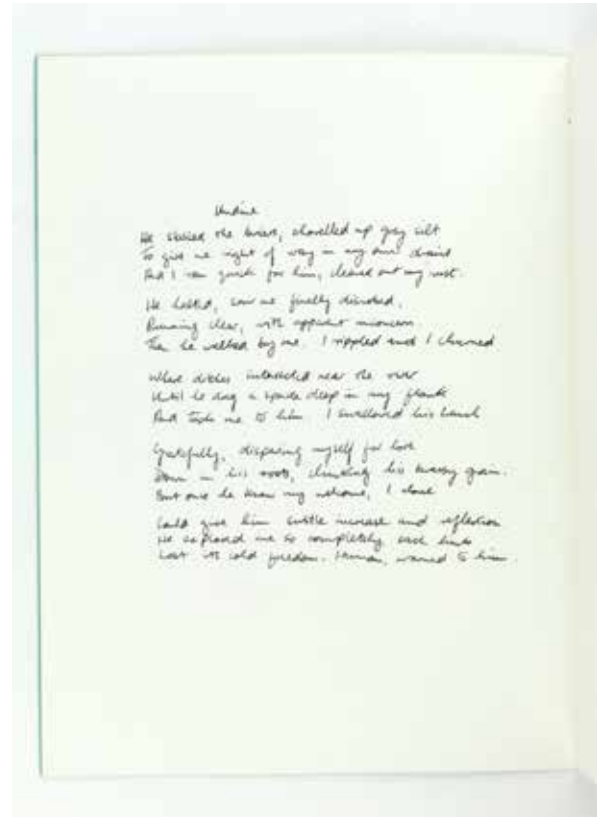 Undine
He slashed the briars, shovelled up grey silt
To give me right of way in my own drains
And I ran quick for him, cleaned out my rust.
He halted, saw me finally disrobed,
Running clear, with apparent unconcern.
Then he walked by me. I rippled and I churned
Where ditches intersected near the river
Until he dug a spade deep in my flank
And took me to him. I swallowed his trench
Gratefully, dispersing myself for love
Down in his roots, climbing his brassy grain.
But once he knew my welcome, I alone
Could give him subtle increase and reflection.
He explored me so completely, each limb
Lost its cold freedom. Human, warmed to him.